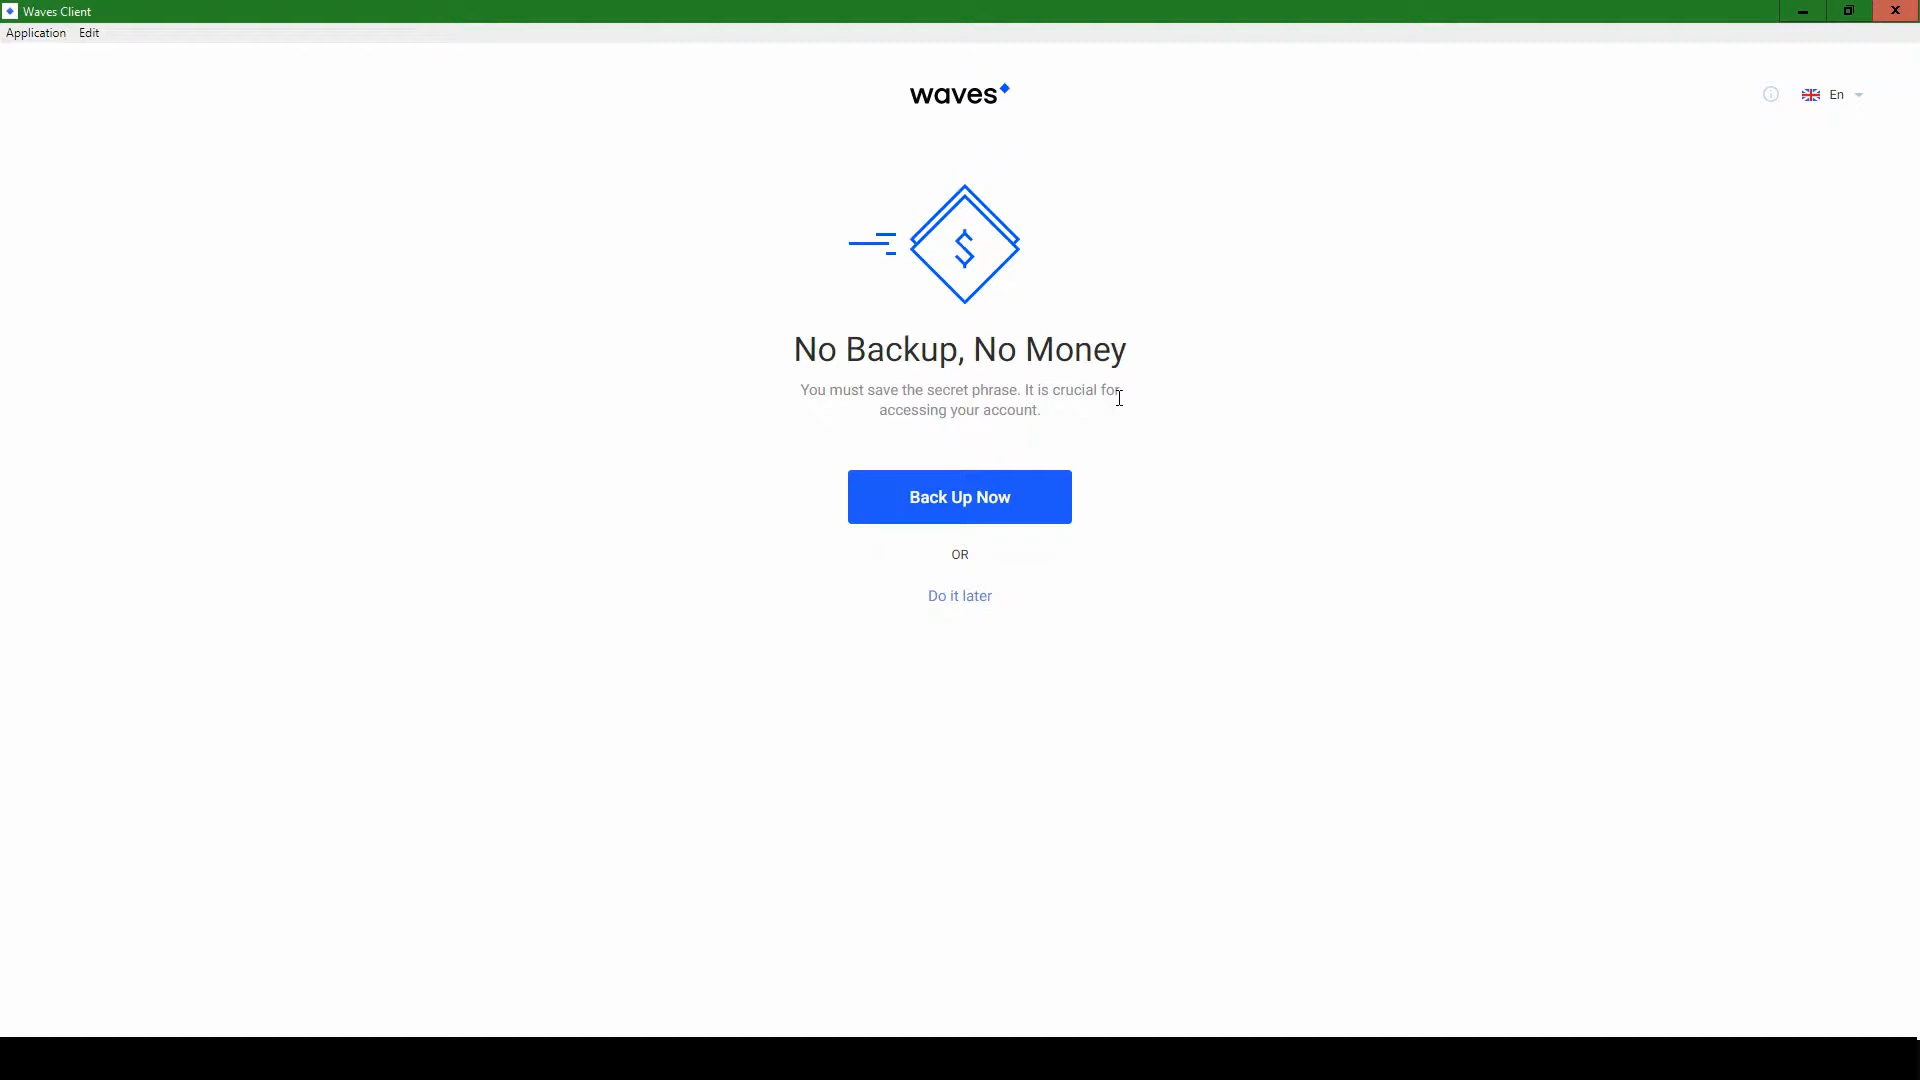 Waves Client
Application Edit
waves
En
$
No Backup, No Money
You must save the secret phrase. It is crucial for
accessing your account.
Back Up Now
OR
Do it later